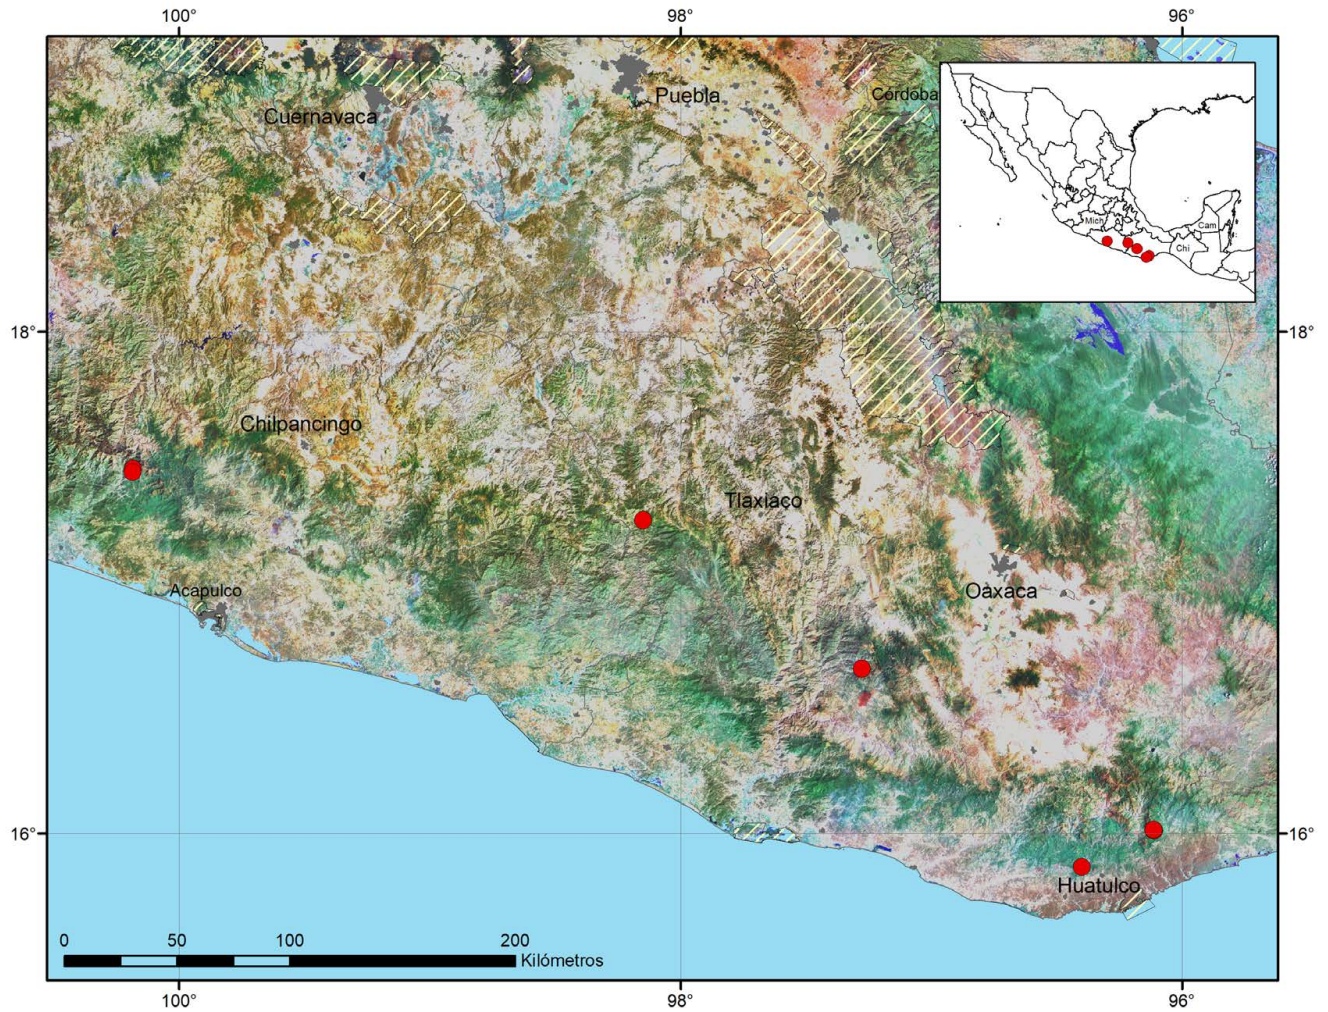 100°
98°
96°
Puebla
Córdoba
Cuernavaca
Mich
Cam
Chi
18°
18°
Chilpancingo
Tlaxiaco
Acapulco
Oaxaca
16°
16°
Huatulco
0
50
100
200
Kilómetros
100°
98°
96°